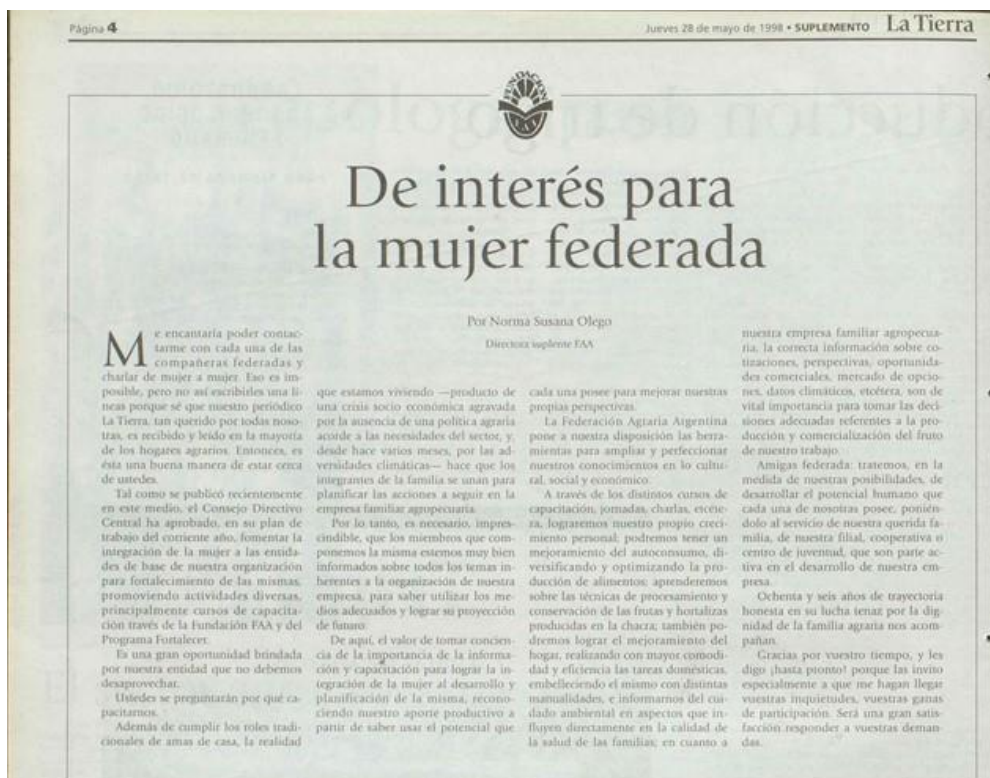 Página 4
Jueves 28 de mayo de 1998 • SUPLEMENTO La Tierra
FUNDACION
FAA
De interés para
la mujer federada
Por Norma Susana Olego
Directora suplente FAA
Me encantaría poder contac-
tarme con cada una de las
compañeras federadas y
charlar de mujer a mujer. Eso es im-
posible, pero no así escribirles una lí-
neas porque sé que nuestro periódico
La Tierra, tan querido por todas noso-
tras, es recibido y leído en la mayoría
de los hogares agrarios. Entonces, es
ésta una buena manera de estar cerca
de ustedes.
Tal como se publicó recientemente
en este medio, el Consejo Directivo
Central ha aprobado, en su plan de
trabajo del corriente año, fomentar la
integración de la mujer a las entida-
des de base de nuestra organización
para fortalecimiento de las mismas,
promoviendo actividades diversas,
principalmente cursos de capacita-
ción través de la Fundación FAA y del
Programa Fortalecer.
Es una gran oportunidad brindada
por nuestra entidad que no debemos
desaprovechar.
Ustedes se preguntarán por qué ca-
pacitarnos.
Además de cumplir los roles tradi-
cionales de amas de casa, la realidad
que estamos viviendo —producto de
una crisis socio económica agravada
por la ausencia de una política agraria
acorde a las necesidades del sector, y,
desde hace varios meses, por las ad-
versidades climáticas— hace que los
integrantes de la familia se unan para
planificar las acciones a seguir en la
empresa familiar agropecuaria.
Por lo tanto, es necesario, impres-
cindible, que los miembros que com-
ponemos la misma estemos muy bien
informados sobre todos los temas in-
herentes a la organización de nuestra
empresa, para saber utilizar los me-
dios adecuados y lograr su proyección
de futuro.
De aquí, el valor de tomar concien-
cia de la importancia de la informa-
ción y capacitación para lograr la in-
tegración de la mujer al desarrollo y
planificación de la misma, recono-
ciendo nuestro aporte productivo a
partir de saber usar el potencial que
cada una posee para mejorar nuestras
propias perspectivas.
La Federación Agraria Argentina
pone a nuestra disposición las herra-
mientas para ampliar y perfeccionar
nuestros conocimientos en lo cultu-
ral, social y económico.
A través de los distintos cursos de
capacitación, jornadas, charlas, etcéte-
ra, lograremos nuestro propio creci-
miento personal; podremos tener un
mejoramiento del autoconsumo, di-
versificando y optimizando la pro-
ducción de alimentos; aprenderemos
sobre las técnicas de procesamiento y
conservación de las frutas y hortalizas
producidas en la chacra; también po-
dremos lograr el mejoramiento del
hogar, realizando con mayor comodi-
dad y eficiencia las tareas domésticas,
embelleciendo el mismo con distintas
manualidades, e informarnos del cui-
dado ambiental en aspectos que in-
fluyen directamente en la calidad de
la salud de las familias; en cuanto a
nuestra empresa familiar agropecua-
ria, la correcta información sobre co-
tizaciones, perspectivas, oportunida-
des comerciales, mercado de opcio-
nes, datos climáticos, etcétera, son de
vital importancia para tomar las deci-
siones adecuadas referentes a la pro-
ducción y comercialización del fruto
de nuestro trabajo.
Amigas federada: tratemos, en la
medida de nuestras posibilidades, de
desarrollar el potencial humano que
cada una de nosotras posee, ponién-
dolo al servicio de nuestra querida fa-
milia, de nuestra filial, cooperativa o
centro de juventud, que son parte ac-
tiva en el desarrollo de nuestra em-
presa.
Ochenta y seis años de trayectoria
honesta en su lucha tenaz por la dig-
nidad de la familia agraria nos acom-
pañan.
Gracias por vuestro tiempo, y les
digo ¡hasta pronto! porque las invito
especialmente a que me hagan llegar
vuestras inquietudes, vuestras ganas
de participación. Será una gran satis-
facción responder a vuestras deman-
das.